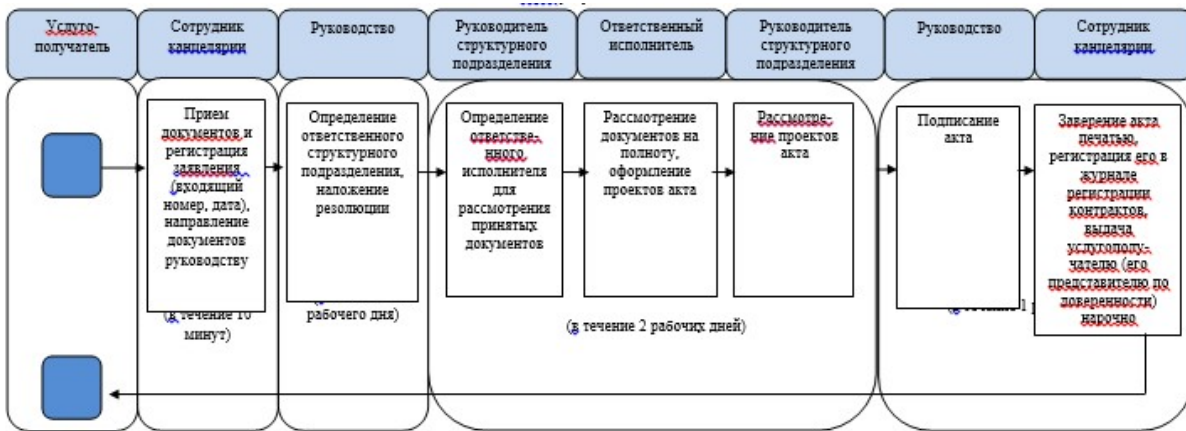 Услуго-
получатель
Сотрудник
канцелярии
Руководство
Руководитель
структурного
подразделения
Ответственный
исполнитель
Руководитель
структурного
подразделения
Руководство
Сотрудник
канцелярии
Прием
документов и
регистрация
заявления
(входящий
номер, дата),
направление
документов
руководству
(в течение 10
минут)
Определение
ответственного
структурного
подразделения,
наложение
резолюции
рабочего дня)
Определение
ответстве-
нного
исполнителя
для
рассмотрения
принятых
документов
Рассмотрение
документов на
полноту,
оформление
проектов акта
Рассмотре-
ние проектов
акта
(в течение 2 рабочих дней)
Подписание
акта
Заверение акта
печатью,
регистрация его в
журнале
регистрации
контрактов,
выдача
услугополу-
чателю (его
представителю по
доверенности)
нарочно